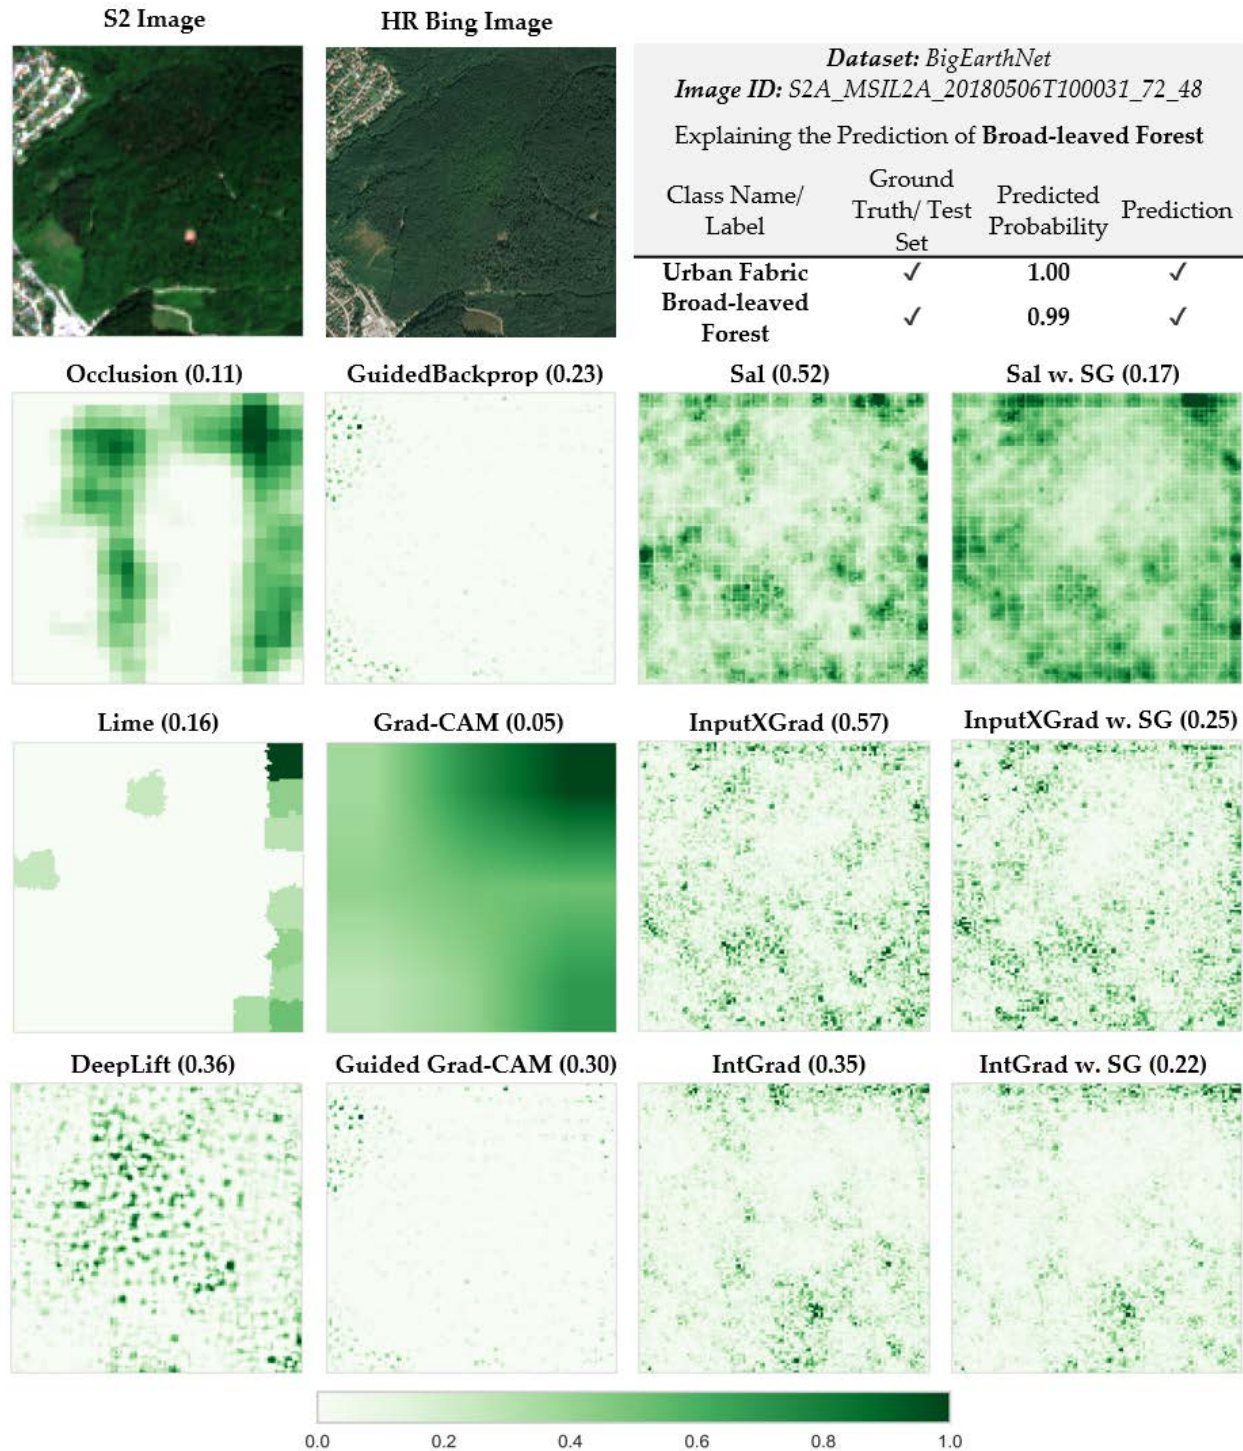 S2 Image
HR Bing Image
Dataset: BigEarthNet
Image ID: S2A_MSIL2A_20180506T100031_72_48
Explaining the Prediction of Broad-leaved Forest
Class Name/ Label
Ground Truth/ Test Set
Predicted Probability
Prediction
Urban Fabric ✓ 1.00 ✓
Broad-leaved Forest ✓ 0.99 ✓
Occlusion (0.11)
GuidedBackprop (0.23)
Sal (0.52)
Sal w. SG (0.17)
Lime (0.16)
Grad-CAM (0.05)
InputXGrad (0.57)
InputXGrad w. SG (0.25)
DeepLift (0.36)
Guided Grad-CAM (0.30)
IntGrad (0.35)
IntGrad w. SG (0.22)
0.0 0.2 0.4 0.6 0.8 1.0